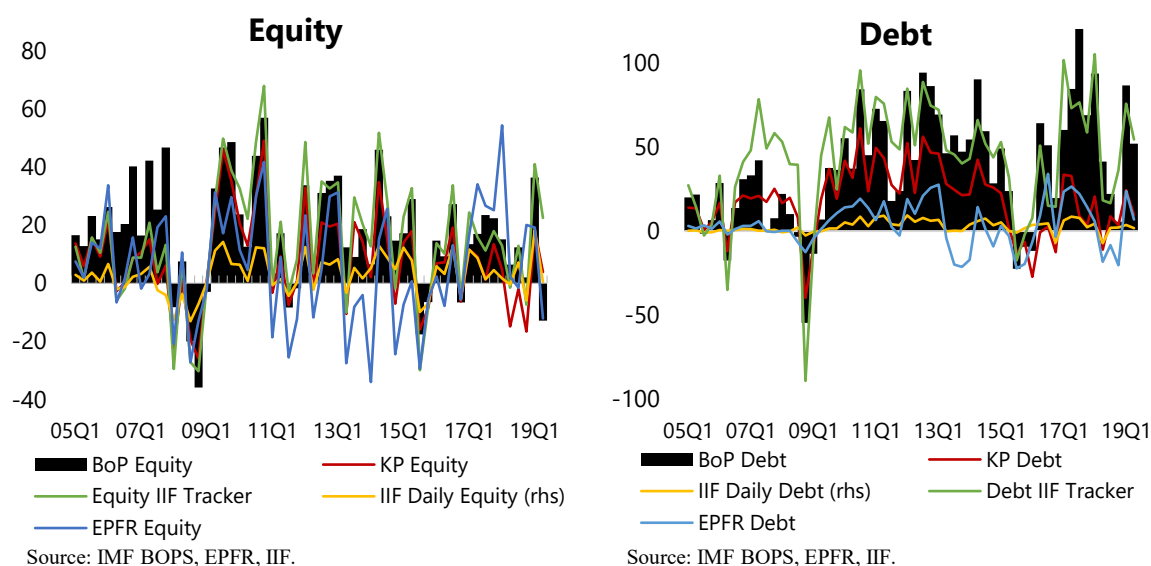 Equity
80
60
40
20
0
-20
-40
05Q1 07Q1 09Q1 11Q1 13Q1 15Q1 17Q1 19Q1
BoP Equity KP Equity
Equity IIF Tracker IIF Daily Equity (rhs)
EPFR Equity
Source: IMF BOPS, EPFR, IIF.
Debt
100
50
0
-50
-100
05Q1 07Q1 09Q1 11Q1 13Q1 15Q1 17Q1 19Q1
BoP Debt KP Debt
IIF Daily Debt (rhs) Debt IIF Tracker
EPFR Debt
Source: IMF BOPS, EPFR, IIF.